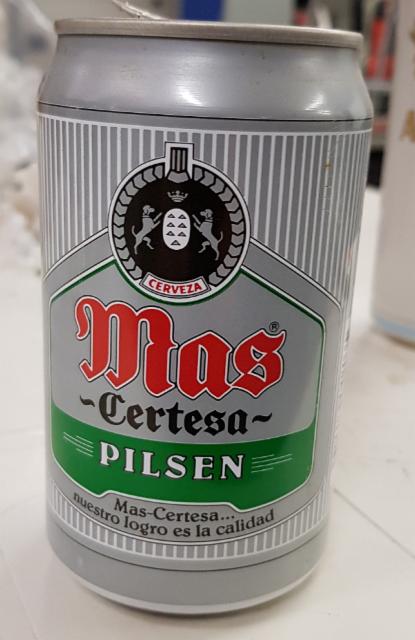 CERVEZA
Mas®
~Certesa~
PILSEN
Mas-Certesa...
nuestro logro es la calidad